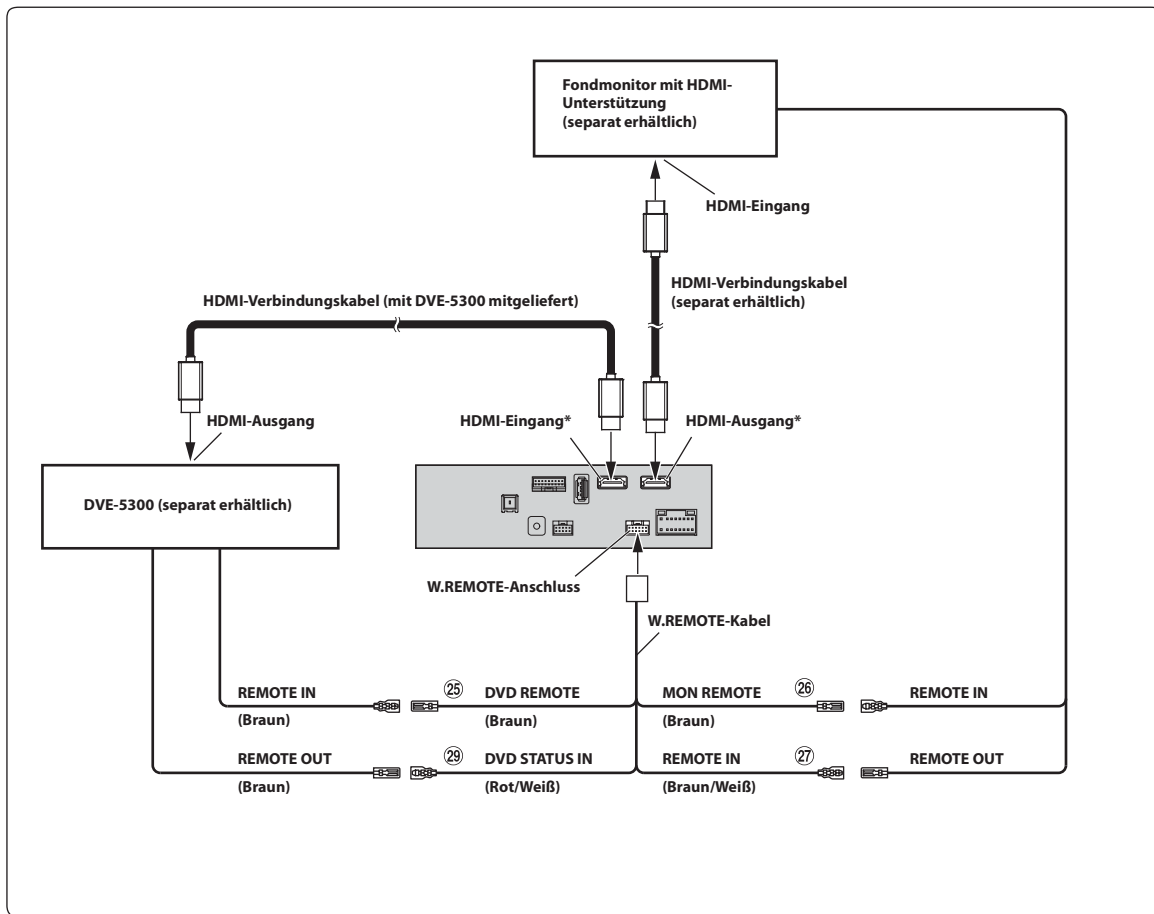 Fondmonitor mit HDMI-
Unterstützung
(separat erhältlich)
HDMI-Eingang
HDMI-Verbindungskabel
(separat erhältlich)
HDMI-Verbindungskabel (mit DVE-5300 mitgeliefert)
HDMI-Ausgang
HDMI-Eingang*
HDMI-Ausgang*
DVE-5300 (separat erhältlich)
W.REMOTE-Anschluss
W.REMOTE-Kabel
REMOTE IN
(Braun)
25
DVD REMOTE
(Braun)
MON REMOTE
(Braun)
26
REMOTE IN
REMOTE OUT
(Braun)
29
DVD STATUS IN
(Rot/Weiß)
REMOTE IN
(Braun/Weiß)
27
REMOTE OUT